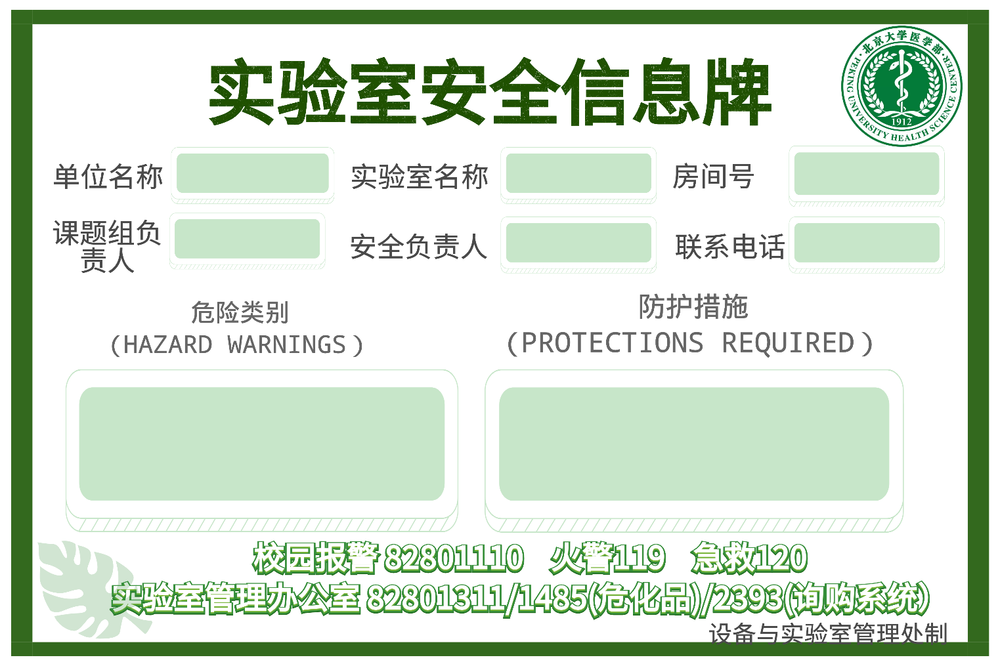 实验室安全信息牌
·北京大学医学部·
PEKING UNIVERSITY HEALTH SCIENCE CENTER
1912
单位名称 实验室名称 房间号
课题组负
责人
安全负责人 联系电话
危险类别
(HAZARD WARNINGS)
防护措施
(PROTECTIONS REQUIRED)
校园报警 82801110 火警119 急救120
实验室管理办公室 82801311/1485(危化品)/2393(询购系统)
设备与实验室管理处制